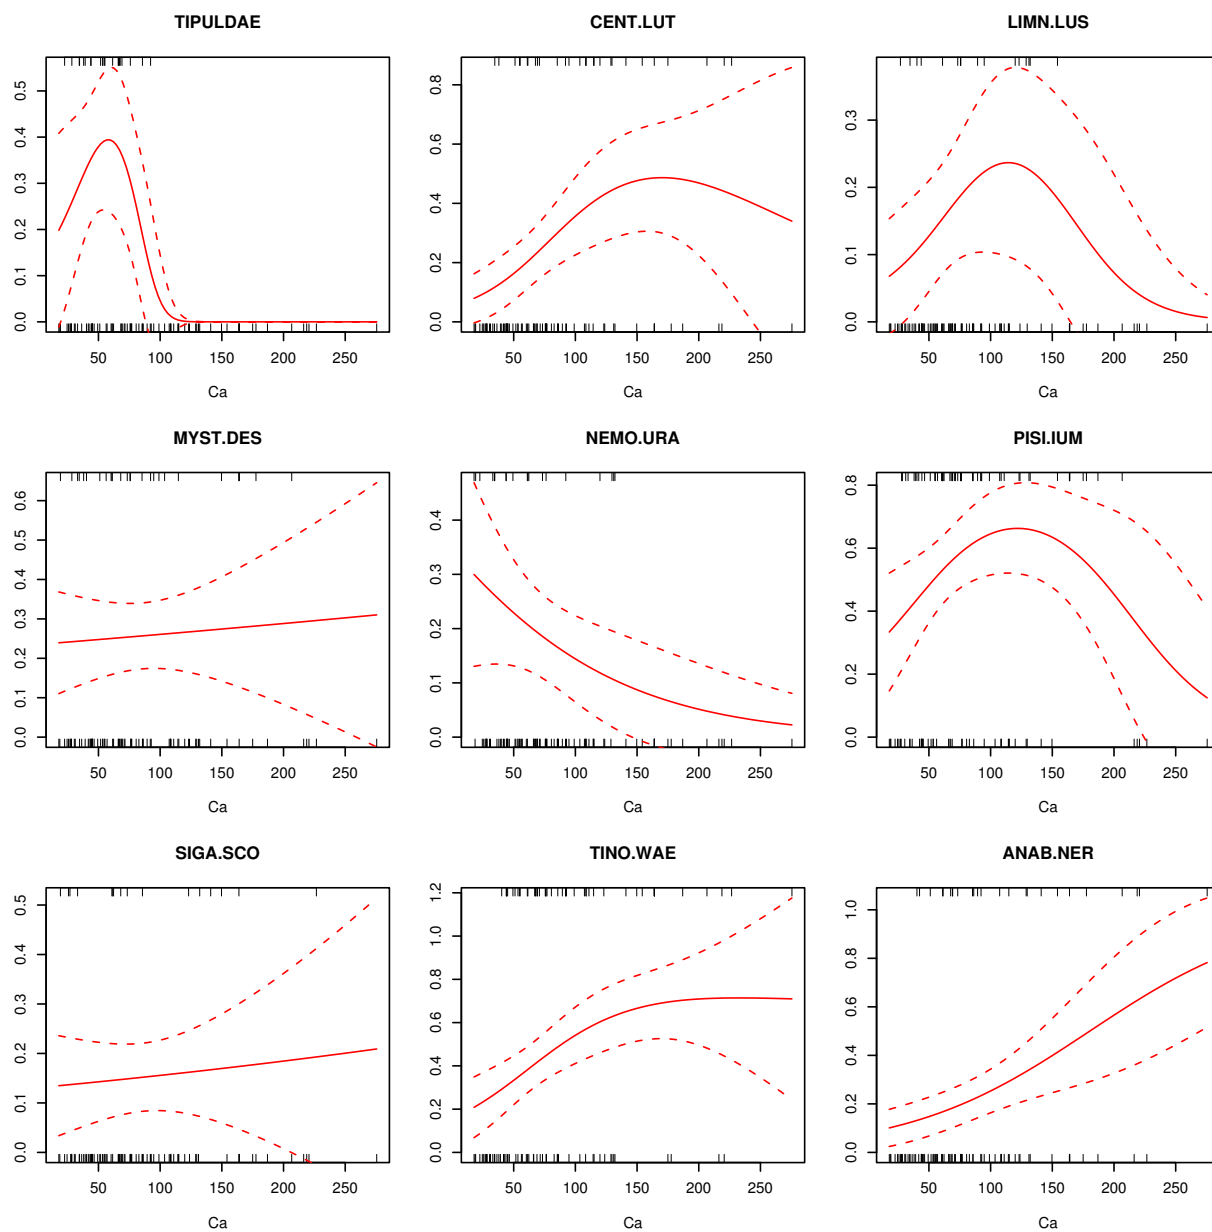 TIPULDAE
CENT.LUT
LIMN.LUS
0.0 0.1 0.2 0.3 0.4 0.5
0.0 0.2 0.4 0.6 0.8
0.0 0.1 0.2 0.3
50 100 150 200 250
50 100 150 200 250
50 100 150 200 250
Ca
Ca
Ca
MYST.DES
NEMO.URA
PISI.IUM
0.0 0.1 0.2 0.3 0.4 0.5 0.6
0.0 0.1 0.2 0.3 0.4
0.0 0.2 0.4 0.6 0.8
50 100 150 200 250
50 100 150 200 250
50 100 150 200 250
Ca
Ca
Ca
SIGA.SCO
TINO.WAE
ANAB.NER
0.0 0.1 0.2 0.3 0.4 0.5
0.0 0.2 0.4 0.6 0.8 1.0 1.2
0.0 0.2 0.4 0.6 0.8 1.0
50 100 150 200 250
50 100 150 200 250
50 100 150 200 250
Ca
Ca
Ca